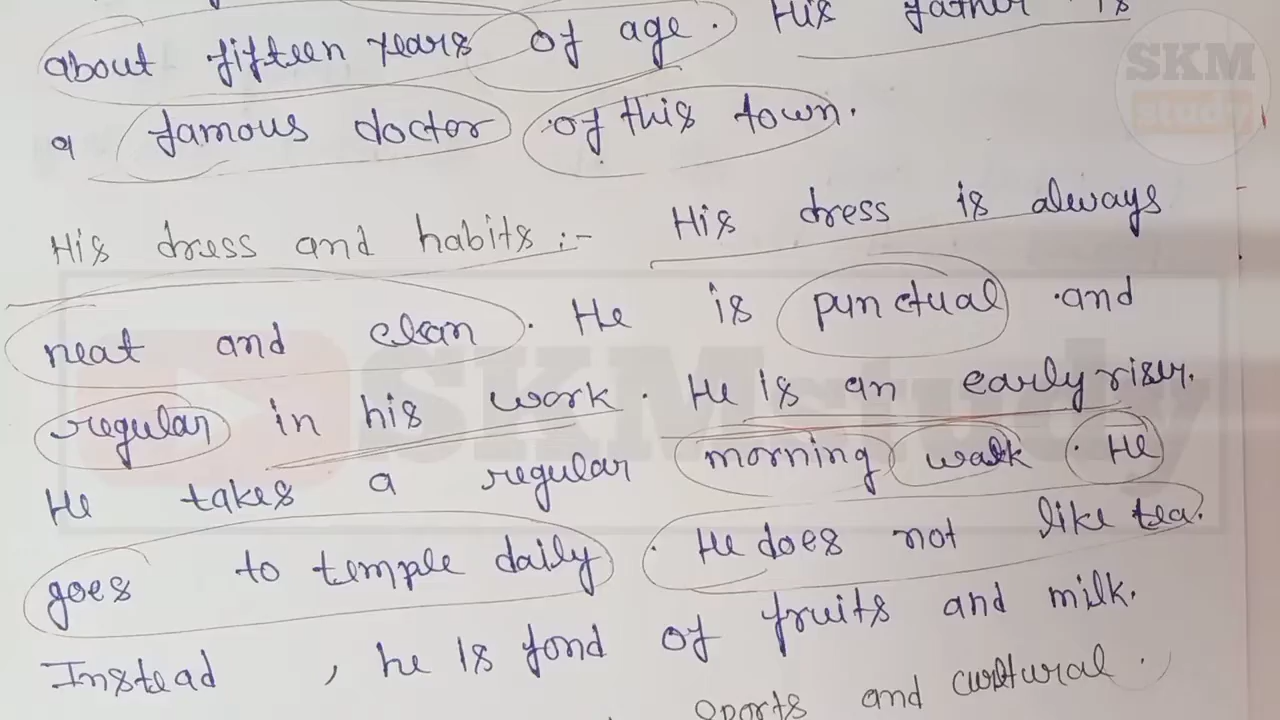 about fifteen years of age. His father is
a famous doctor of this town.
His dress and habits :- His dress is always
neat and clean. He is punctual and
regular in his work. He is an early riser.
He takes a regular morning walk. He
goes to temple daily. He does not like tea.
Instead, he is fond of fruits and milk.
sports and cultural.
SKM
study
SKMstudy